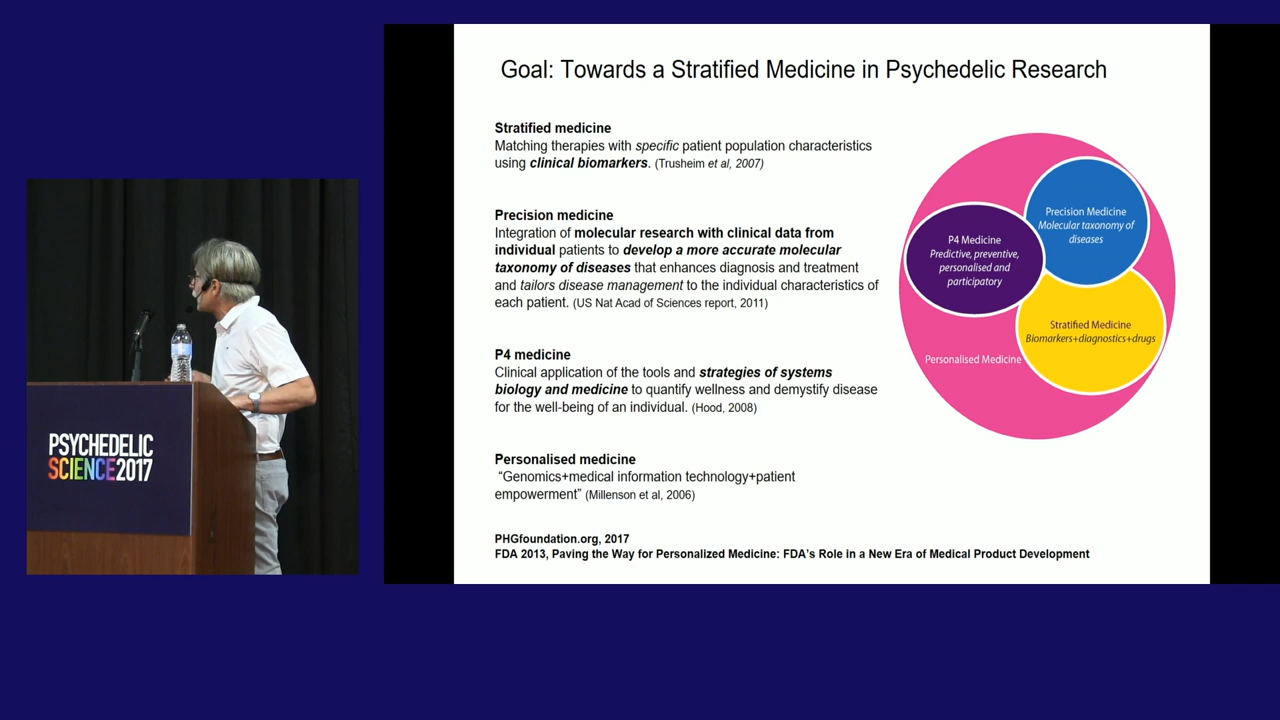 Goal: Towards a Stratified Medicine in Psychedelic Research
Stratified medicine
Matching therapies with specific patient population characteristics
using clinical biomarkers. (Trusheim et al, 2007)
Precision medicine
Integration of molecular research with clinical data from
individual patients to develop a more accurate molecular
taxonomy of diseases that enhances diagnosis and treatment
and tailors disease management to the individual characteristics of
each patient. (US Nat Acad of Sciences report, 2011)
P4 medicine
Clinical application of the tools and strategies of systems
biology and medicine to quantify wellness and demystify disease
for the well-being of an individual. (Hood, 2008)
Personalised medicine
“Genomics+medical information technology+patient
empowerment” (Millenson et al, 2006)
PHGfoundation.org, 2017
FDA 2013, Paving the Way for Personalized Medicine: FDA’s Role in a New Era of Medical Product Development
Precision Medicine
Molecular taxonomy of
diseases
P4 Medicine
Predictive, preventive,
personalised and
participatory
Stratified Medicine
Biomarkers+diagnostics+drugs
Personalised Medicine
PSYCHEDELIC
SCIENCE2017